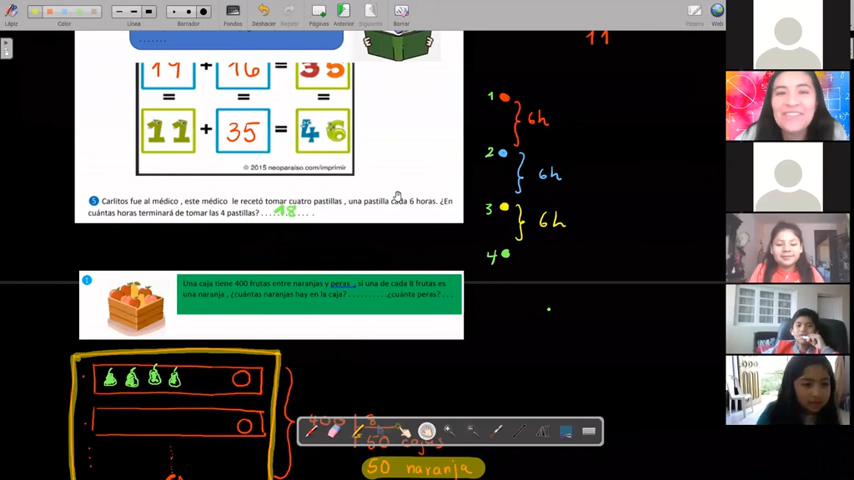 Lápiz
Color
Línea
Borrador
Fondos
Deshacer
Repetir
Páginas
Anterior
Siguiente
Borrar
Pizarra
Web
11
19 + 16 = 35
= = =
11 + 35 = 46
© 2015 neoparaiso.com/imprimir
5 Carlitos fue al médico , este médico le recetó tomar cuatro pastillas , una pastilla cada 6 horas. ¿En
cuántas horas terminará de tomar las 4 pastillas? . . . . 18 . . . .
1
6h
2
6h
3
6h
4
Una caja tiene 400 frutas entre naranjas y peras , si una de cada 8 frutas es
una naranja , ¿cuántas naranjas hay en la caja? . . . . . . . . . .¿cuánta peras? . . .
400 8
50 cajas
50 naranja